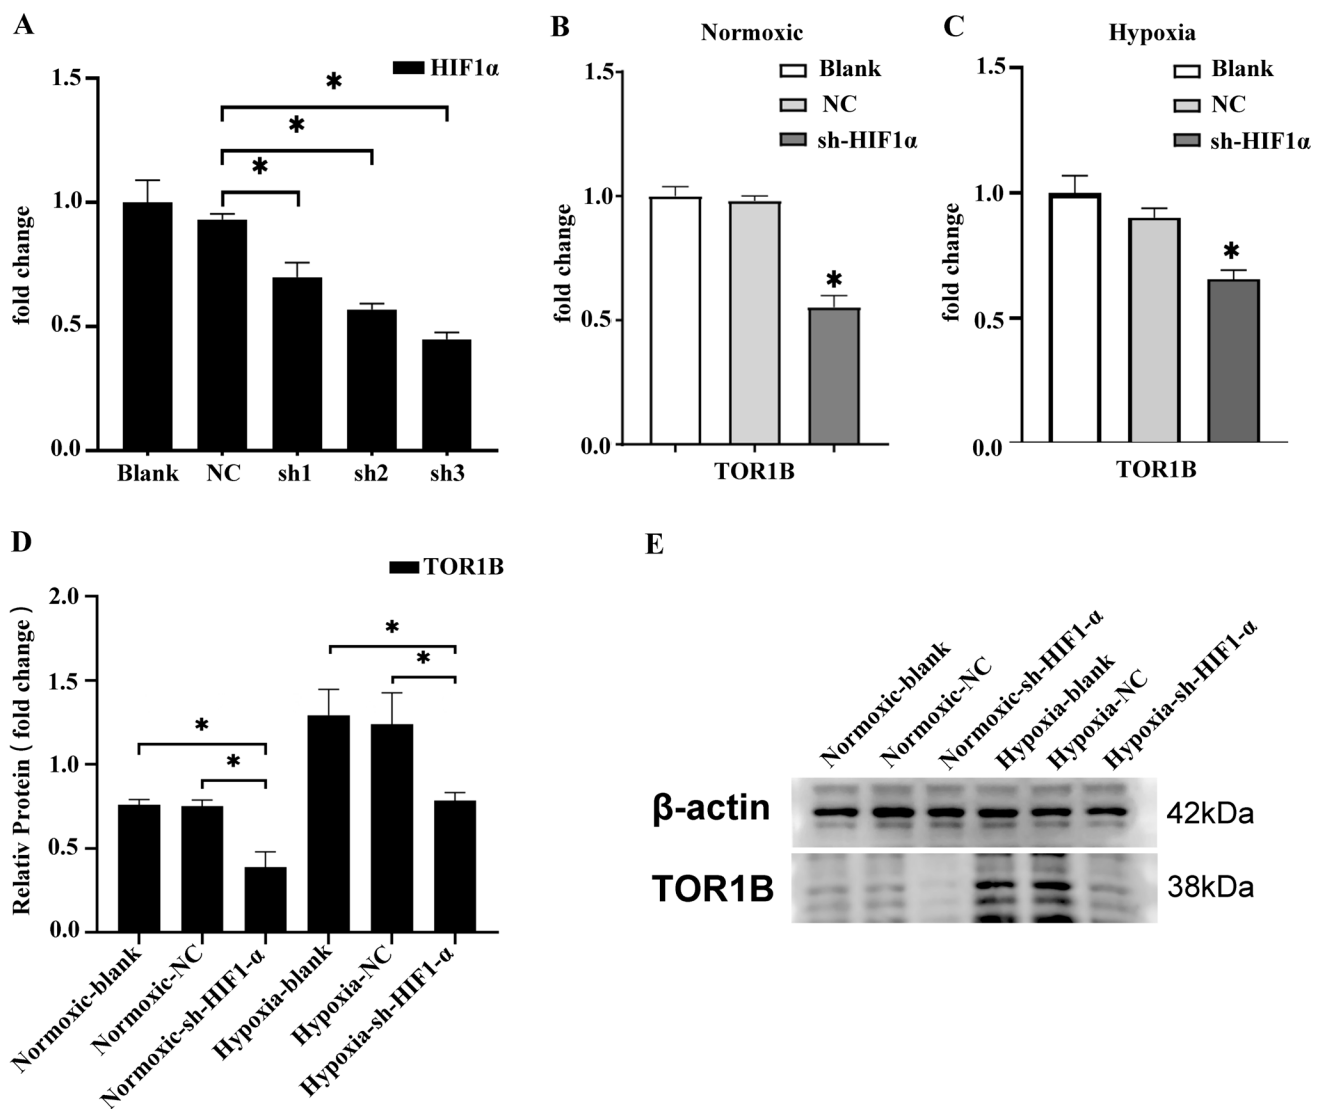 A
HIF1α
fold change
1.5
1.0
0.5
0.0
*
*
*
Blank NC sh1 sh2 sh3
B
Normoxic
Blank
NC
sh-HIF1α
fold change
1.5
1.0
0.5
0.0
*
TOR1B
C
Hypoxia
Blank
NC
sh-HIF1α
fold change
1.5
1.0
0.5
0.0
*
TOR1B
D
TOR1B
Relativ Protein (fold change)
2.0
1.5
1.0
0.5
0.0
*
*
*
*
Normoxic-blank
Normoxic-NC
Normoxic-sh-HIF1-α
Hypoxia-blank
Hypoxia-NC
Hypoxia-sh-HIF1-α
E
Normoxic-blank
Normoxic-NC
Normoxic-sh-HIF1-α
Hypoxia-blank
Hypoxia-NC
Hypoxia-sh-HIF1-α
β-actin 42kDa
TOR1B 38kDa